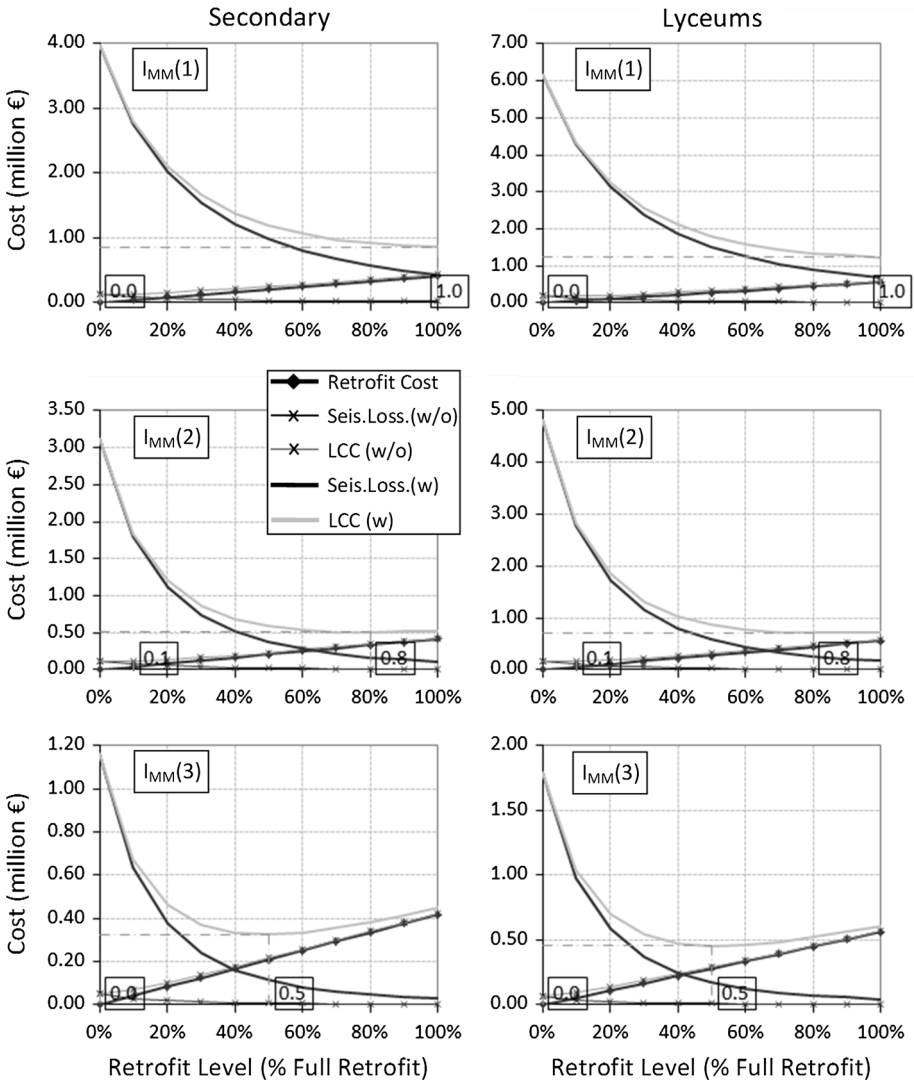 Secondary Lyceums
Cost (million €)
4.00
3.00
2.00
1.00
0.00
I_MM(1)
0.0
1.0
0% 20% 40% 60% 80% 100%
7.00
6.00
5.00
4.00
3.00
2.00
1.00
0.00
I_MM(1)
0.0
1.0
0% 20% 40% 60% 80% 100%
Retrofit Cost
Seis.Loss.(w/o)
LCC (w/o)
Seis.Loss.(w)
LCC (w)
Cost (million €)
3.50
3.00
2.50
2.00
1.50
1.00
0.50
0.00
I_MM(2)
0.1
0.8
0% 20% 40% 60% 80% 100%
5.00
4.00
3.00
2.00
1.00
0.00
I_MM(2)
0.1
0.8
0% 20% 40% 60% 80% 100%
Cost (million €)
1.20
1.00
0.80
0.60
0.40
0.20
0.00
I_MM(3)
0.0
0.5
0% 20% 40% 60% 80% 100%
Retrofit Level (% Full Retrofit)
2.00
1.50
1.00
0.50
0.00
I_MM(3)
0.0
0.5
0% 20% 40% 60% 80% 100%
Retrofit Level (% Full Retrofit)